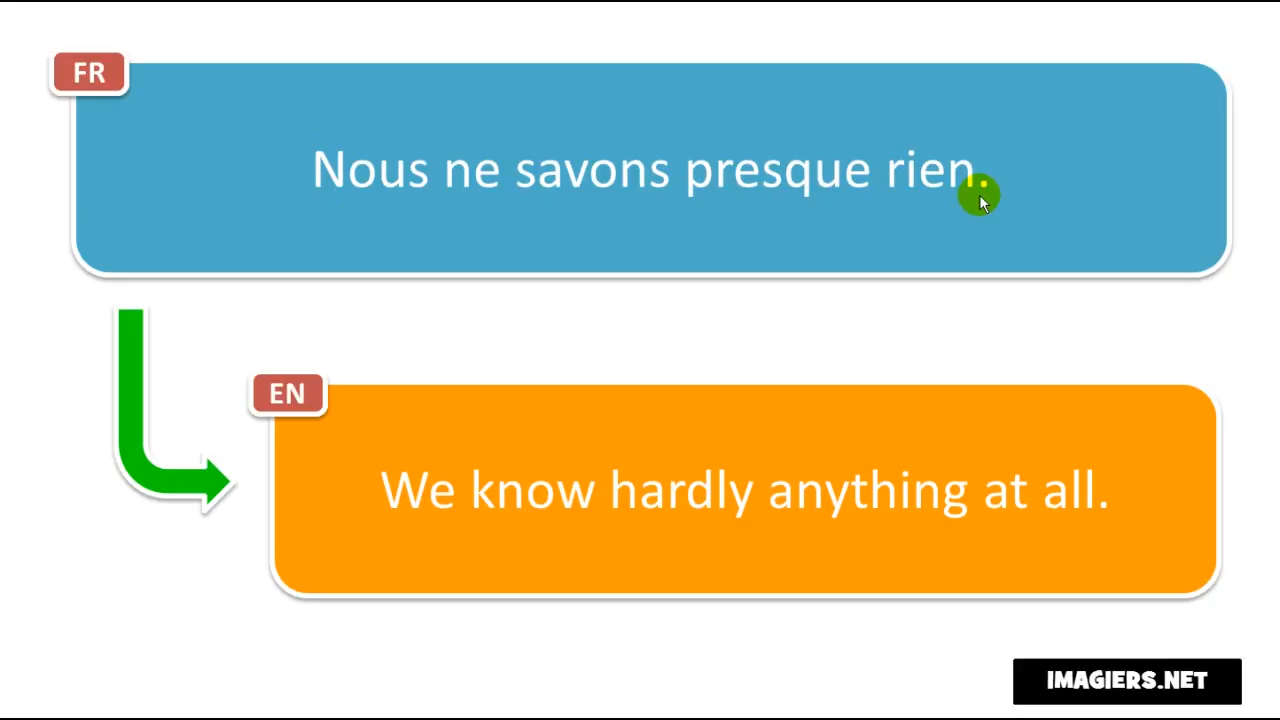 FR
Nous ne savons presque rien.
EN
We know hardly anything at all.
IMAGIERS.NET